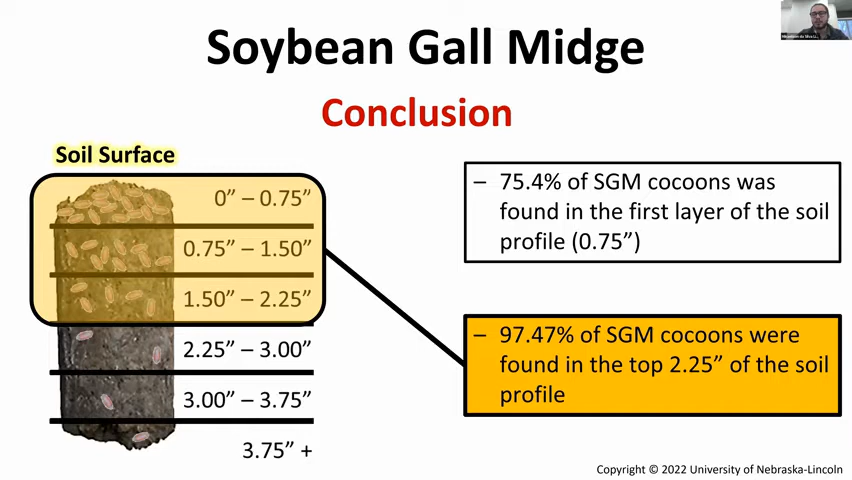 Soybean Gall Midge
Conclusion
Soil Surface
0” – 0.75”
0.75” – 1.50”
1.50” – 2.25”
2.25” – 3.00”
3.00” – 3.75”
3.75” +
– 75.4% of SGM cocoons was
found in the first layer of the soil
profile (0.75”)
– 97.47% of SGM cocoons were
found in the top 2.25” of the soil
profile
Copyright © 2022 University of Nebraska-Lincoln